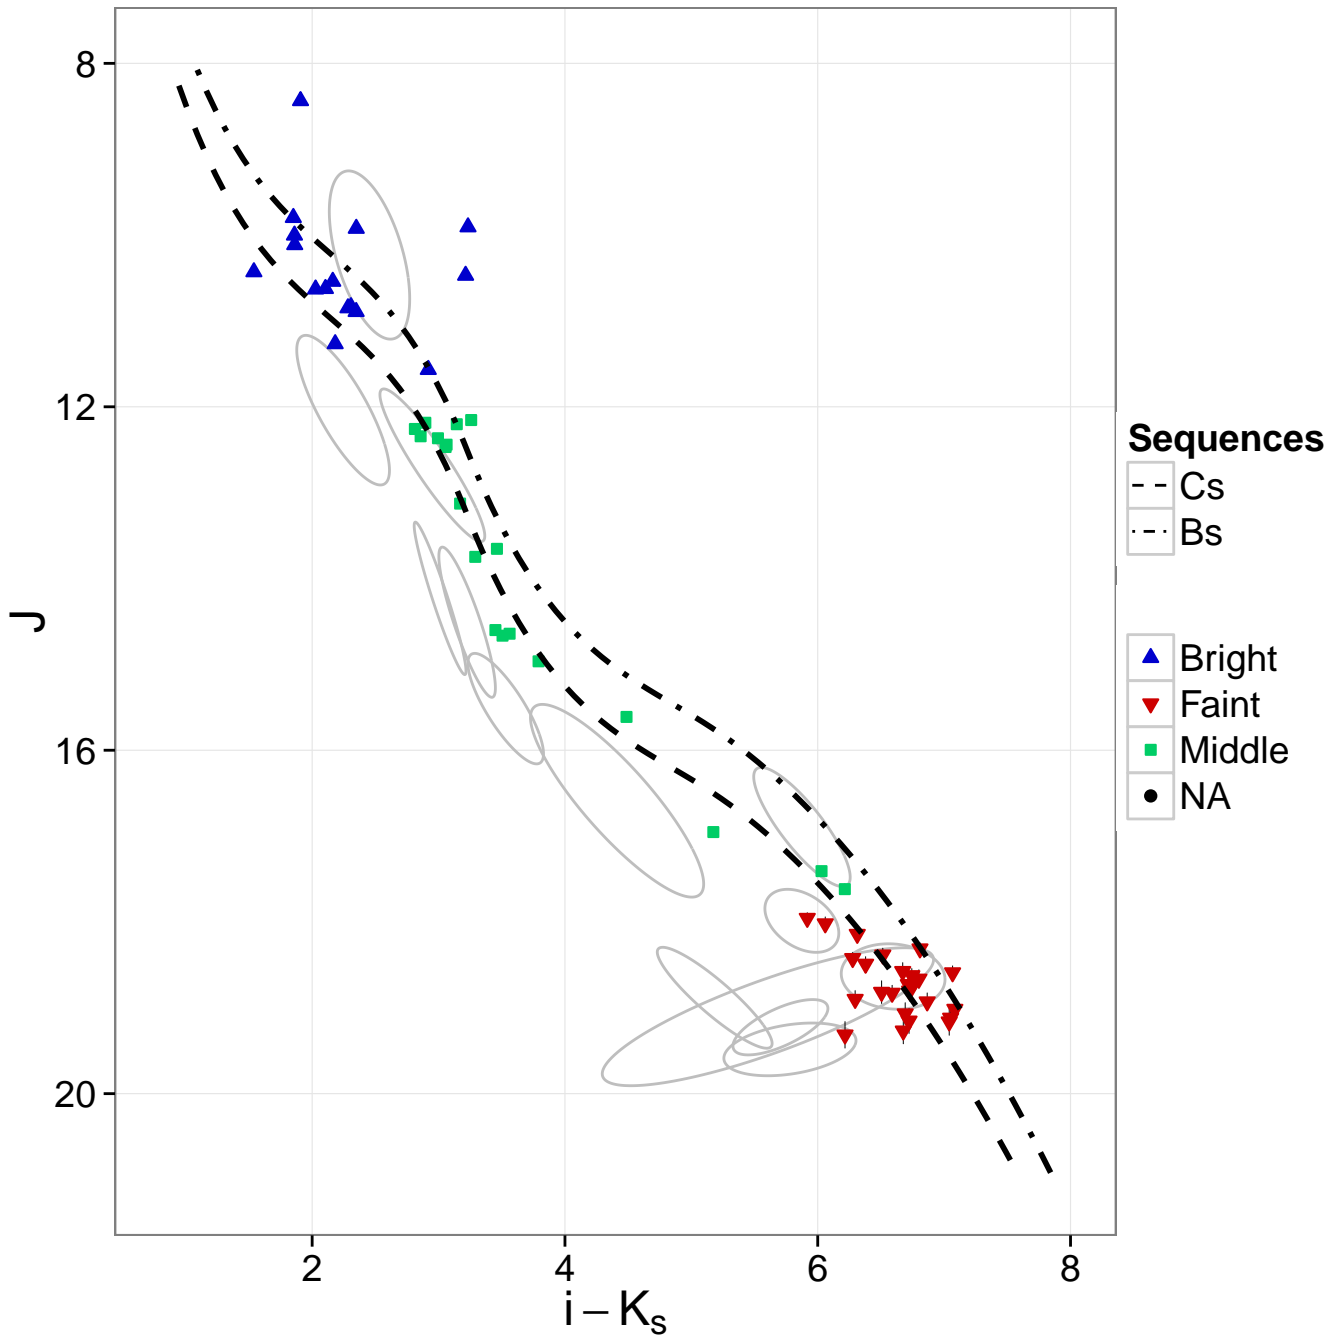 8
12
16
20
J
2
4
6
8
i – Ks
Sequences
Cs
Bs
Bright
Faint
Middle
NA